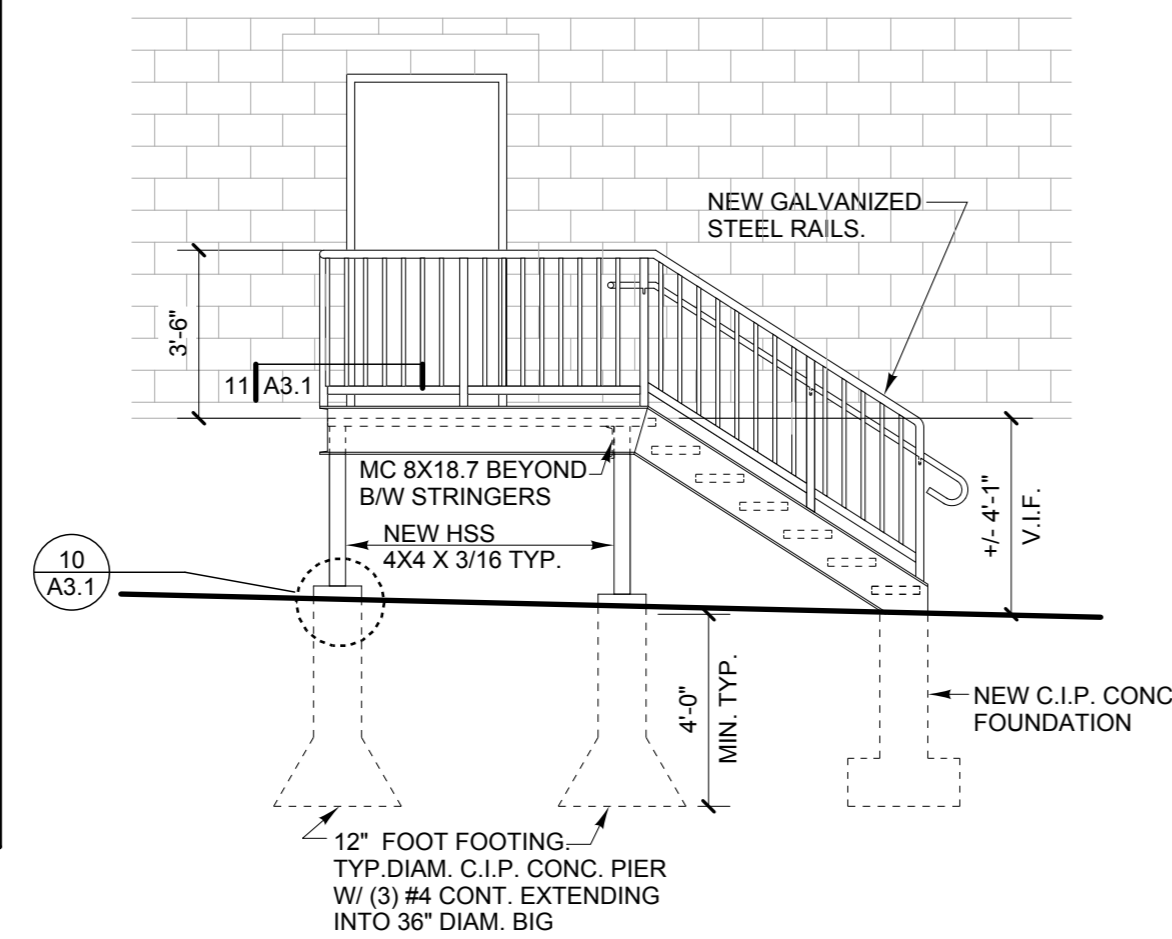 NEW GALVANIZED
STEEL RAILS.
3'-6"
11 A3.1
MC 8X18.7 BEYOND
B/W STRINGERS
NEW HSS
4X4 X 3/16 TYP.
+/- 4'-1"
V.I.F.
10
A3.1
4'-0"
MIN. TYP.
NEW C.I.P. CONC
FOUNDATION
12" FOOT FOOTING.
TYP.DIAM. C.I.P. CONC. PIER
W/ (3) #4 CONT. EXTENDING
INTO 36" DIAM. BIG